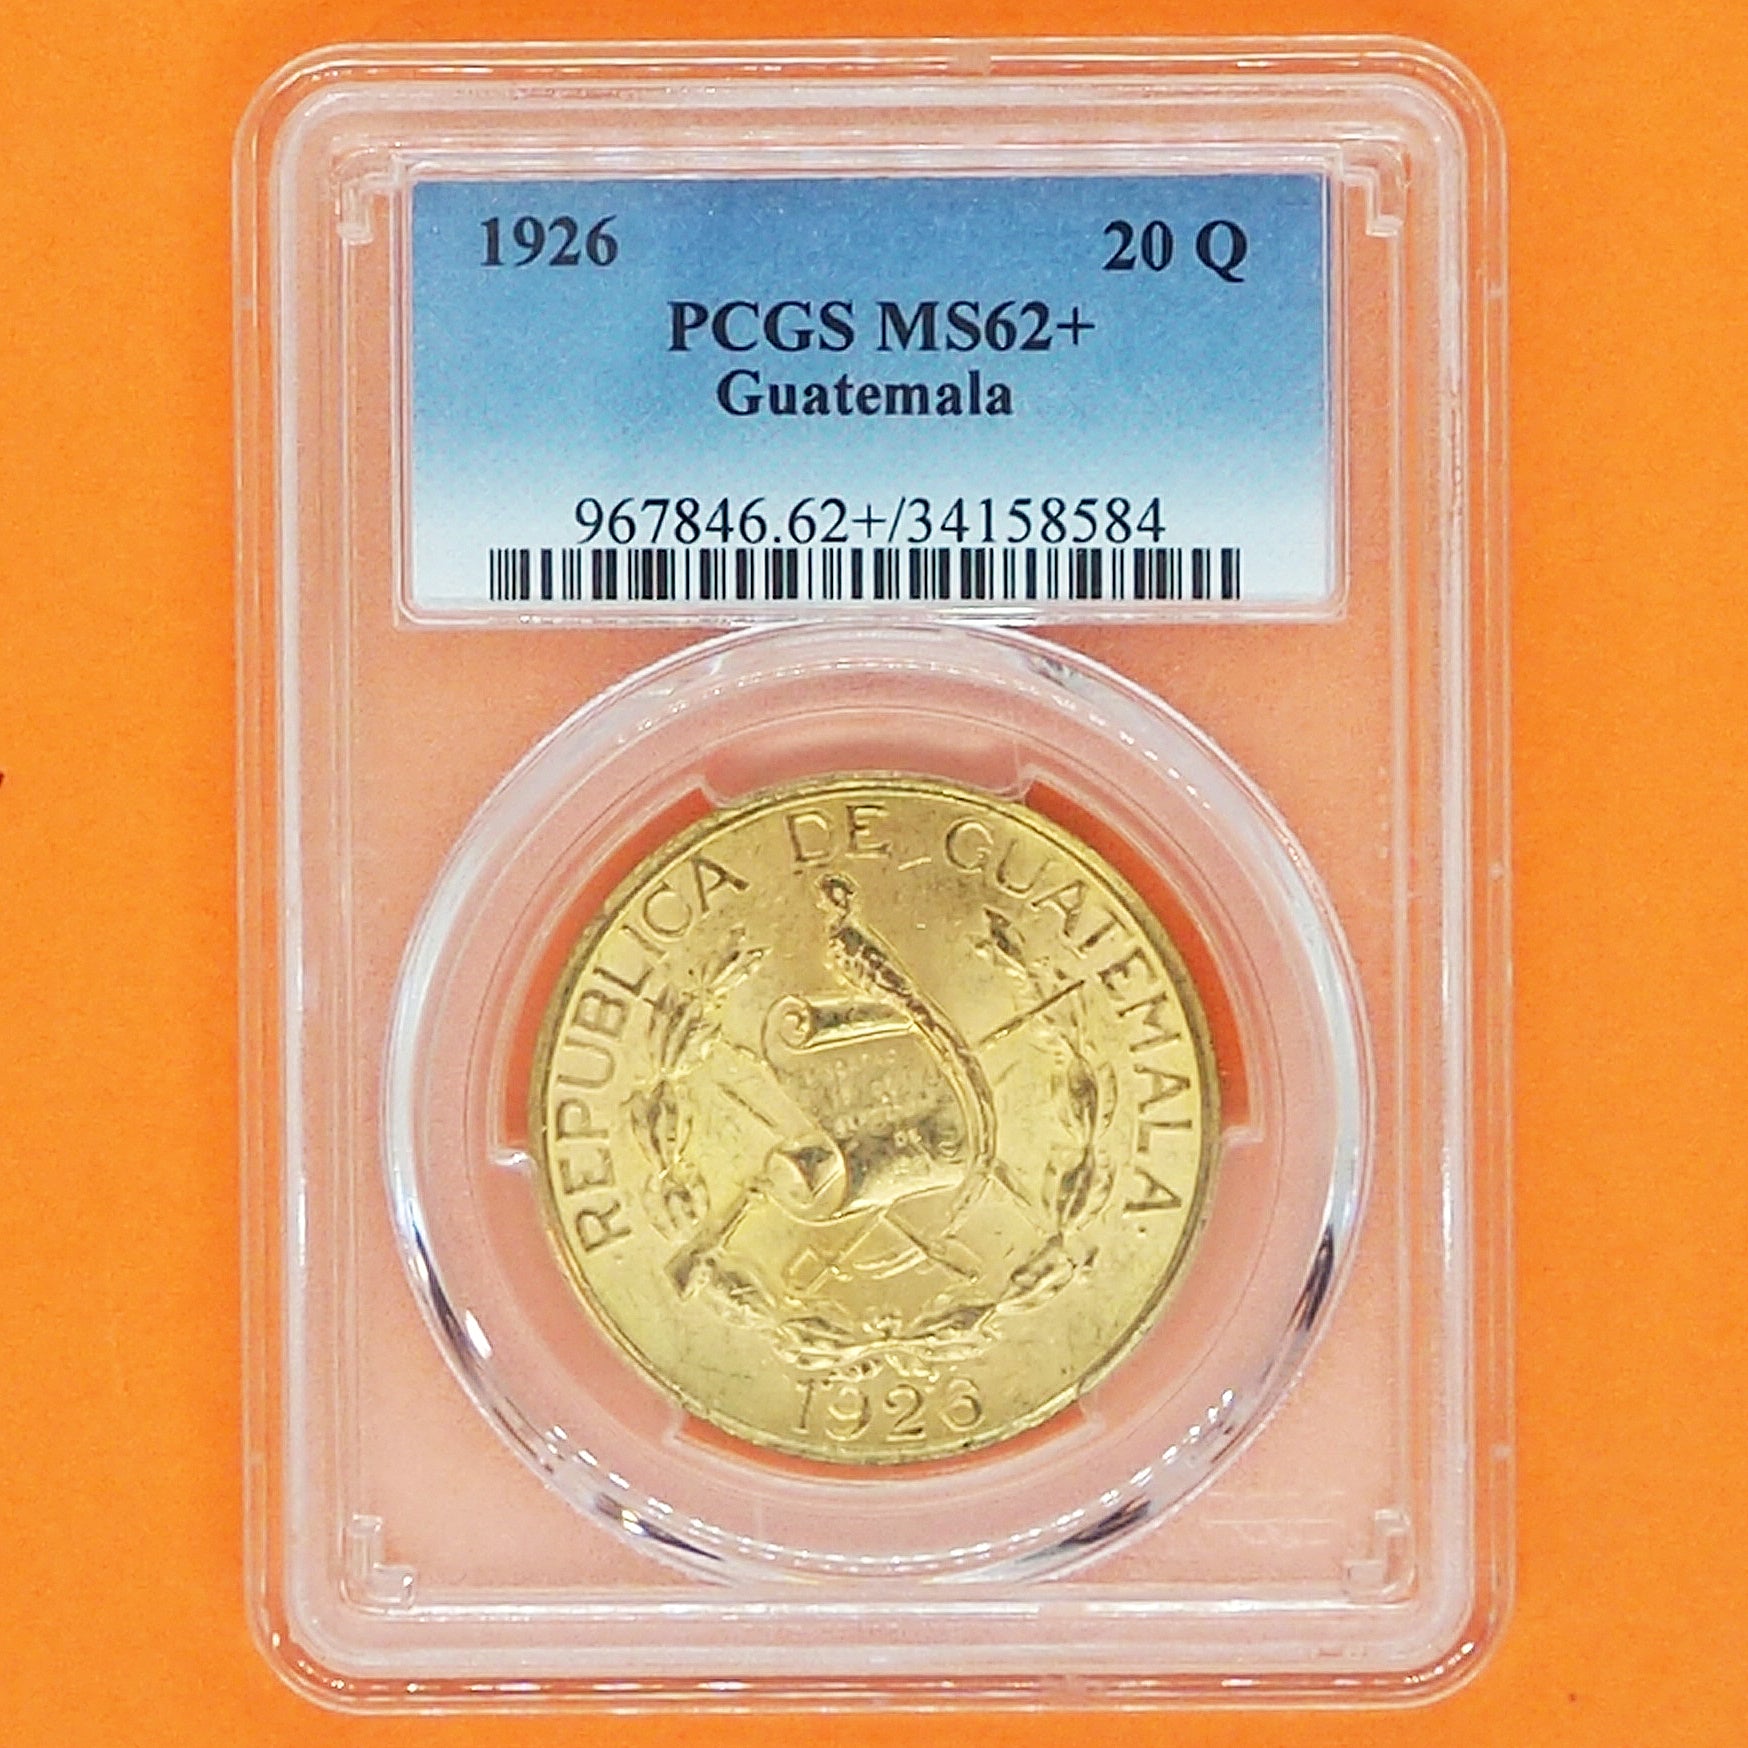 1926 20 Q
PCGS MS62+
Guatemala
967846.62+/34158584
REPUBLICA DE GUATEMALA.
1926